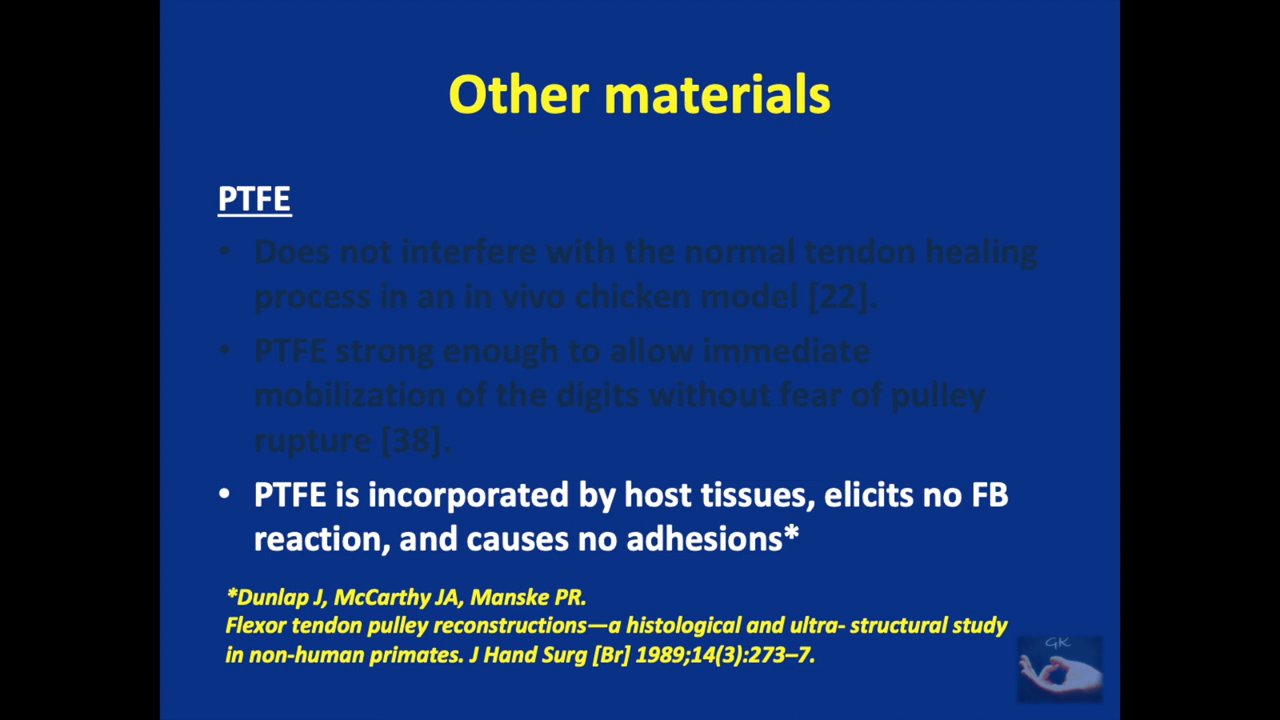 Other materials
PTFE
• Does not interfere with the normal tendon healing
process in an in vivo chicken model [22].
• PTFE strong enough to allow immediate
mobilization of the digits without fear of pulley
rupture [38].
• PTFE is incorporated by host tissues, elicits no FB
reaction, and causes no adhesions*
*Dunlap J, McCarthy JA, Manske PR.
Flexor tendon pulley reconstructions—a histological and ultra- structural study
in non-human primates. J Hand Surg [Br] 1989;14(3):273–7.
GK